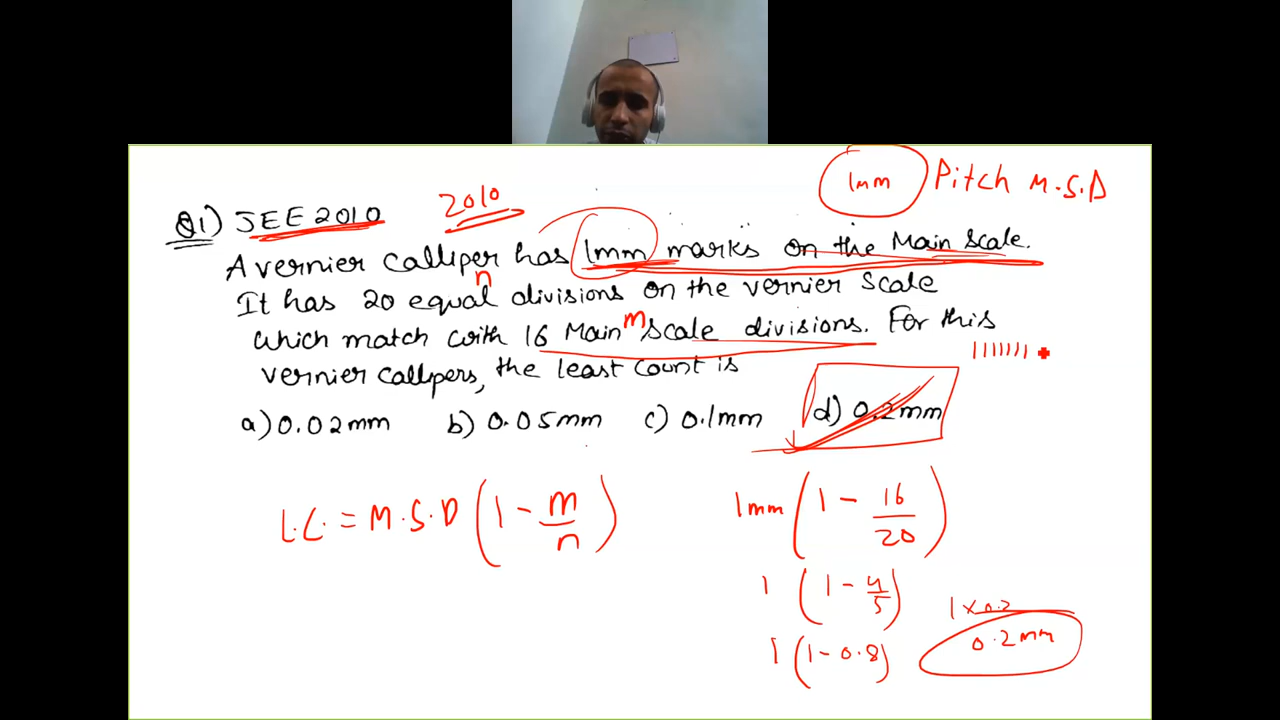 1mm Pitch M.S.D
Q1) JEE 2010 2010
A vernier calliper has 1mm marks on the Main Scale.
n
It has 20 equal divisions on the vernier scale
which match with 16 Main m scale divisions. For this
vernier callipers, the least count is
a) 0.02mm b) 0.05mm c) 0.1mm d) 0.2mm
L.C. = M.S.D (1 - m/n) 1mm (1 - 16/20)
1 (1 - 4/5)
1 × 0.2
1 (1 - 0.8) 0.2mm